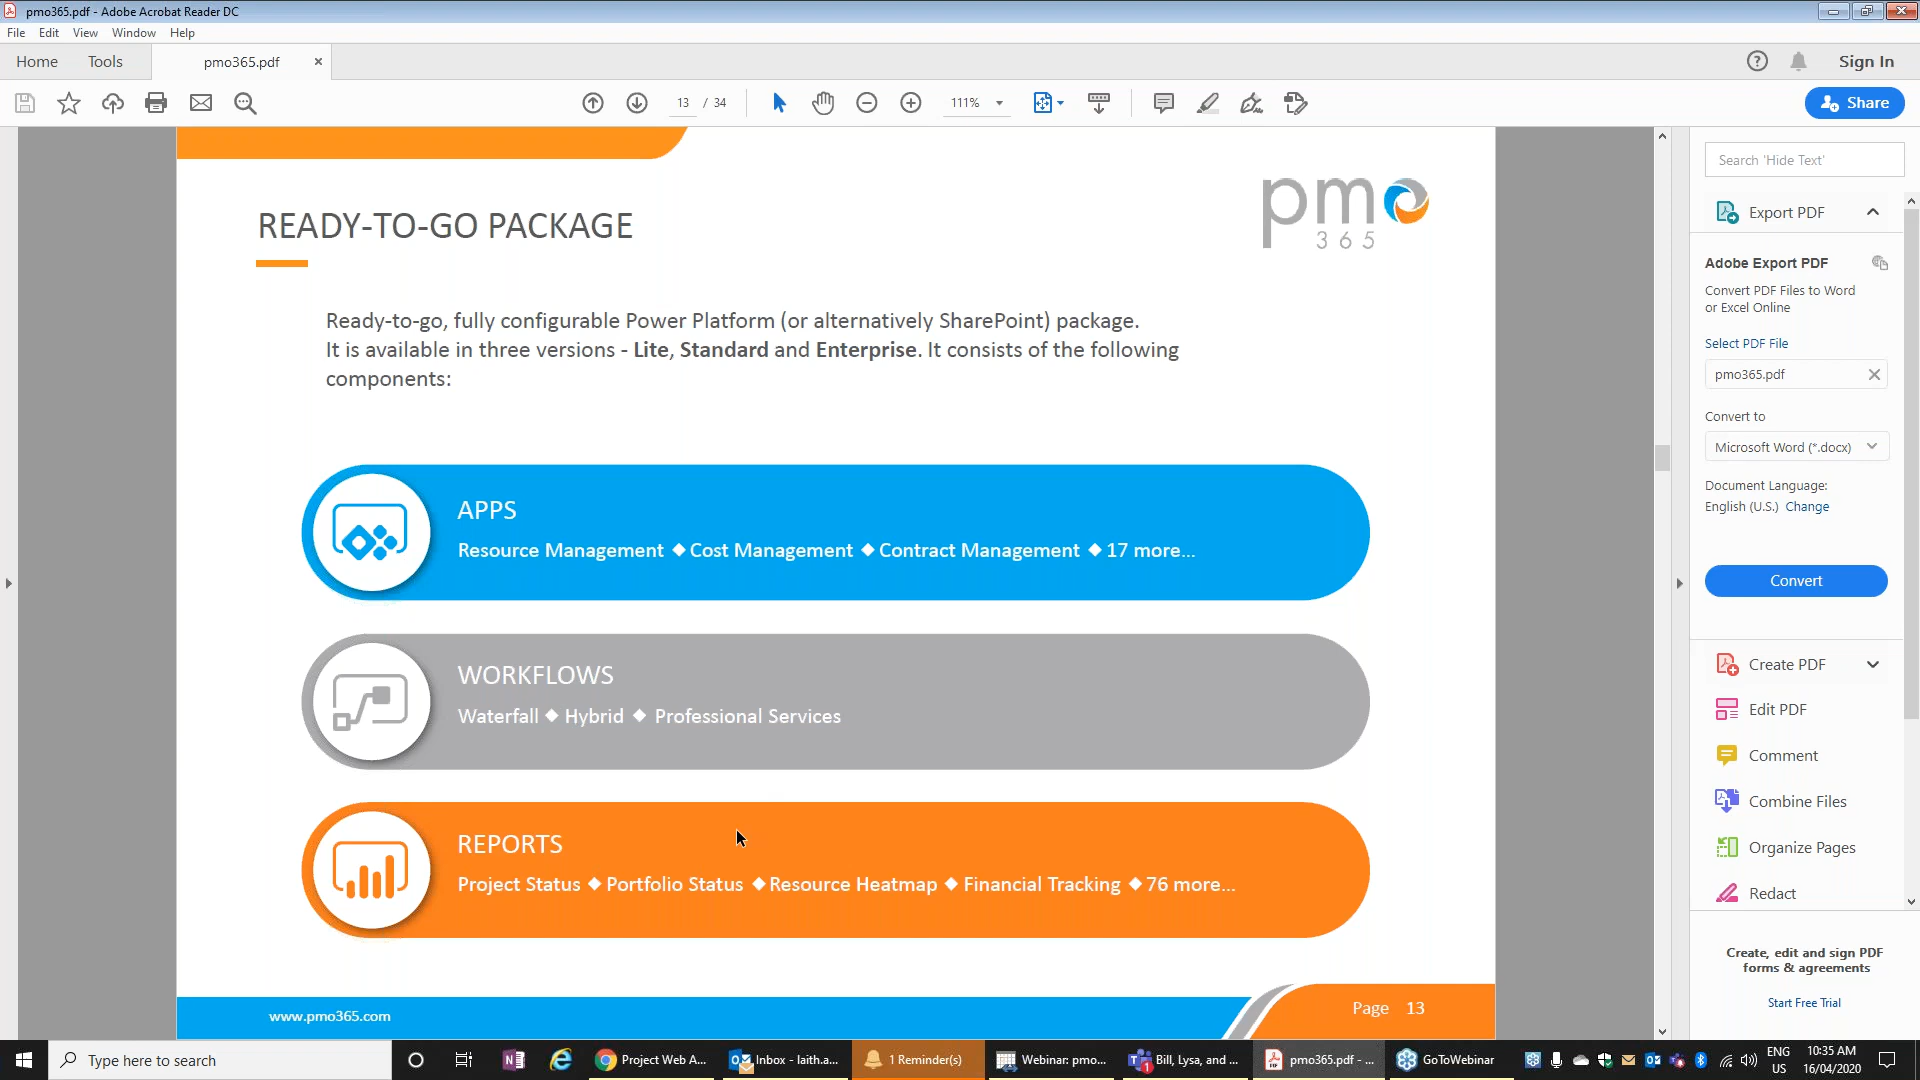 pmo365.pdf - Adobe Acrobat Reader DC
File Edit View Window Help
Home Tools pmo365.pdf Sign In
13 / 34 111% Share
READY-TO-GO PACKAGE
pmo
365
Ready-to-go, fully configurable Power Platform (or alternatively SharePoint) package.
It is available in three versions - Lite, Standard and Enterprise. It consists of the following
components:
APPS
Resource Management ◆ Cost Management ◆ Contract Management ◆ 17 more...
WORKFLOWS
Waterfall ◆ Hybrid ◆ Professional Services
REPORTS
Project Status ◆ Portfolio Status ◆ Resource Heatmap ◆ Financial Tracking ◆ 76 more...
www.pmo365.com
Page 13
Search 'Hide Text'
Export PDF
Adobe Export PDF
Convert PDF Files to Word
or Excel Online
Select PDF File
pmo365.pdf
Convert to
Microsoft Word (*.docx)
Document Language:
English (U.S.) Change
Convert
Create PDF
Edit PDF
Comment
Combine Files
Organize Pages
Redact
Create, edit and sign PDF
forms & agreements
Start Free Trial
Type here to search
Project Web A...
Inbox - laith.a...
1 Reminder(s)
Webinar: pmo...
Bill, Lysa, and ...
pmo365.pdf - ...
GoToWebinar
ENG
US
10:35 AM
16/04/2020